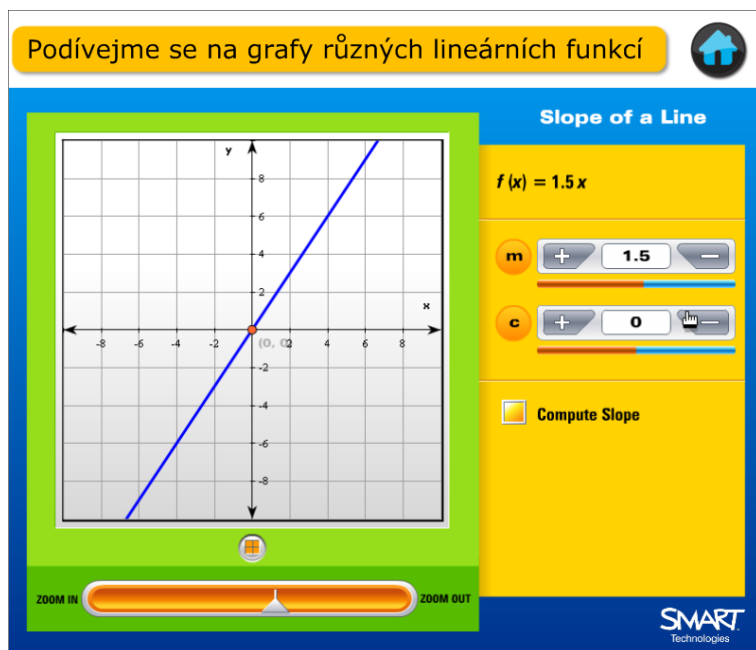 Podívejme se na grafy různých lineárních funkcí
Slope of a Line
f (x) = 1.5 x
m 1.5
c 0
Compute Slope
y
8
6
4
2
x
-8 -6 -4 -2 (0, 0) 2 4 6 8
-2
-4
-6
-8
ZOOM IN
ZOOM OUT
SMART
Technologies